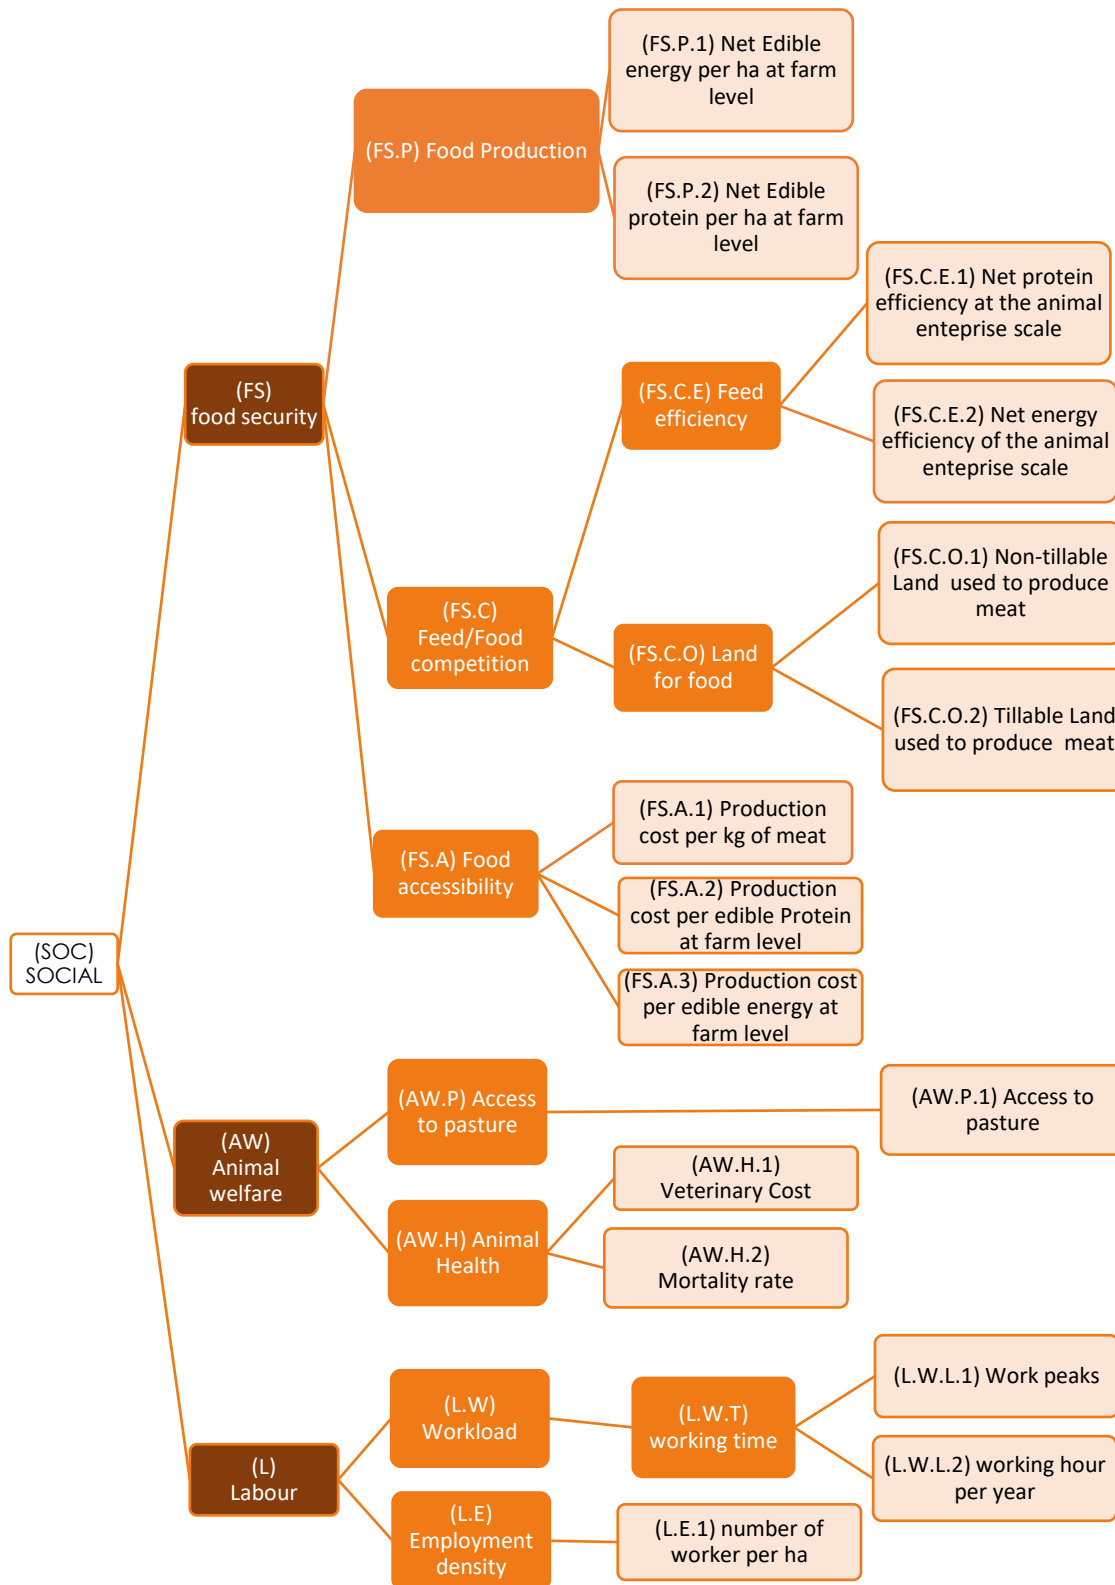 (SOC)
SOCIAL
(FS)
food security
(FS.P) Food Production
(FS.P.1) Net Edible
energy per ha at farm
level
(FS.P.2) Net Edible
protein per ha at farm
level
(FS.C)
Feed/Food
competition
(FS.C.E) Feed
efficiency
(FS.C.E.1) Net protein
efficiency at the animal
enteprise scale
(FS.C.E.2) Net energy
efficiency of the animal
enteprise scale
(FS.C.O) Land
for food
(FS.C.O.1) Non-tillable
Land used to produce
meat
(FS.C.O.2) Tillable Land
used to produce meat
(FS.A) Food
accessibility
(FS.A.1) Production
cost per kg of meat
(FS.A.2) Production
cost per edible Protein
at farm level
(FS.A.3) Production cost
per edible energy at
farm level
(AW)
Animal
welfare
(AW.P) Access
to pasture
(AW.P.1) Access to
pasture
(AW.H) Animal
Health
(AW.H.1)
Veterinary Cost
(AW.H.2)
Mortality rate
(L)
Labour
(L.W)
Workload
(L.W.T)
working time
(L.W.L.1) Work peaks
(L.W.L.2) working hour
per year
(L.E)
Employment
density
(L.E.1) number of
worker per ha